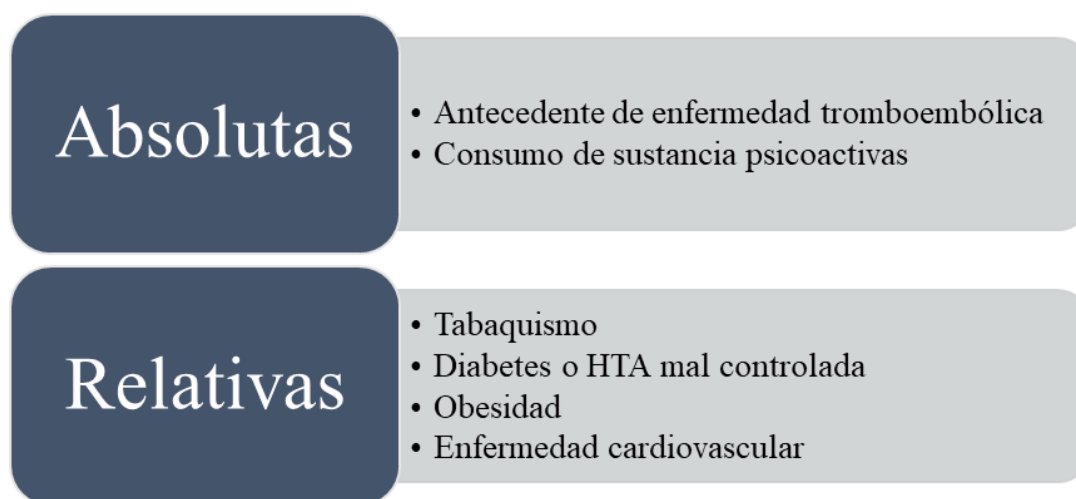 Absolutas
• Antecedente de enfermedad tromboembólica
• Consumo de sustancia psicoactivas
Relativas
• Tabaquismo
• Diabetes o HTA mal controlada
• Obesidad
• Enfermedad cardiovascular